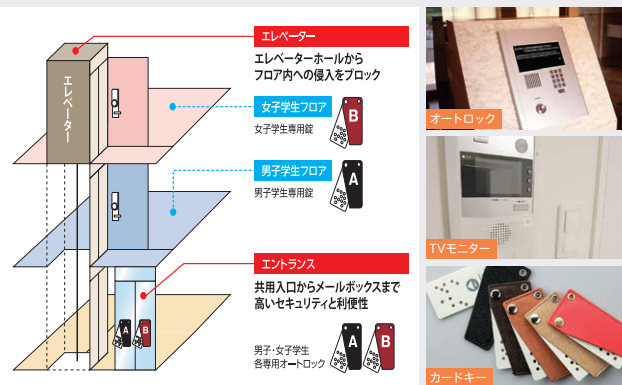 エレベーター
エレベーターホールから
フロア内への侵入をブロック
エレベーター
女子学生フロア
女子学生専用錠
B
男子学生フロア
男子学生専用錠
A
エントランス
共用入口からメールボックスまで
高いセキュリティと利便性
男子・女子学生
各専用オートロック
A
B
A
B
オートロック
TVモニター
カードキー